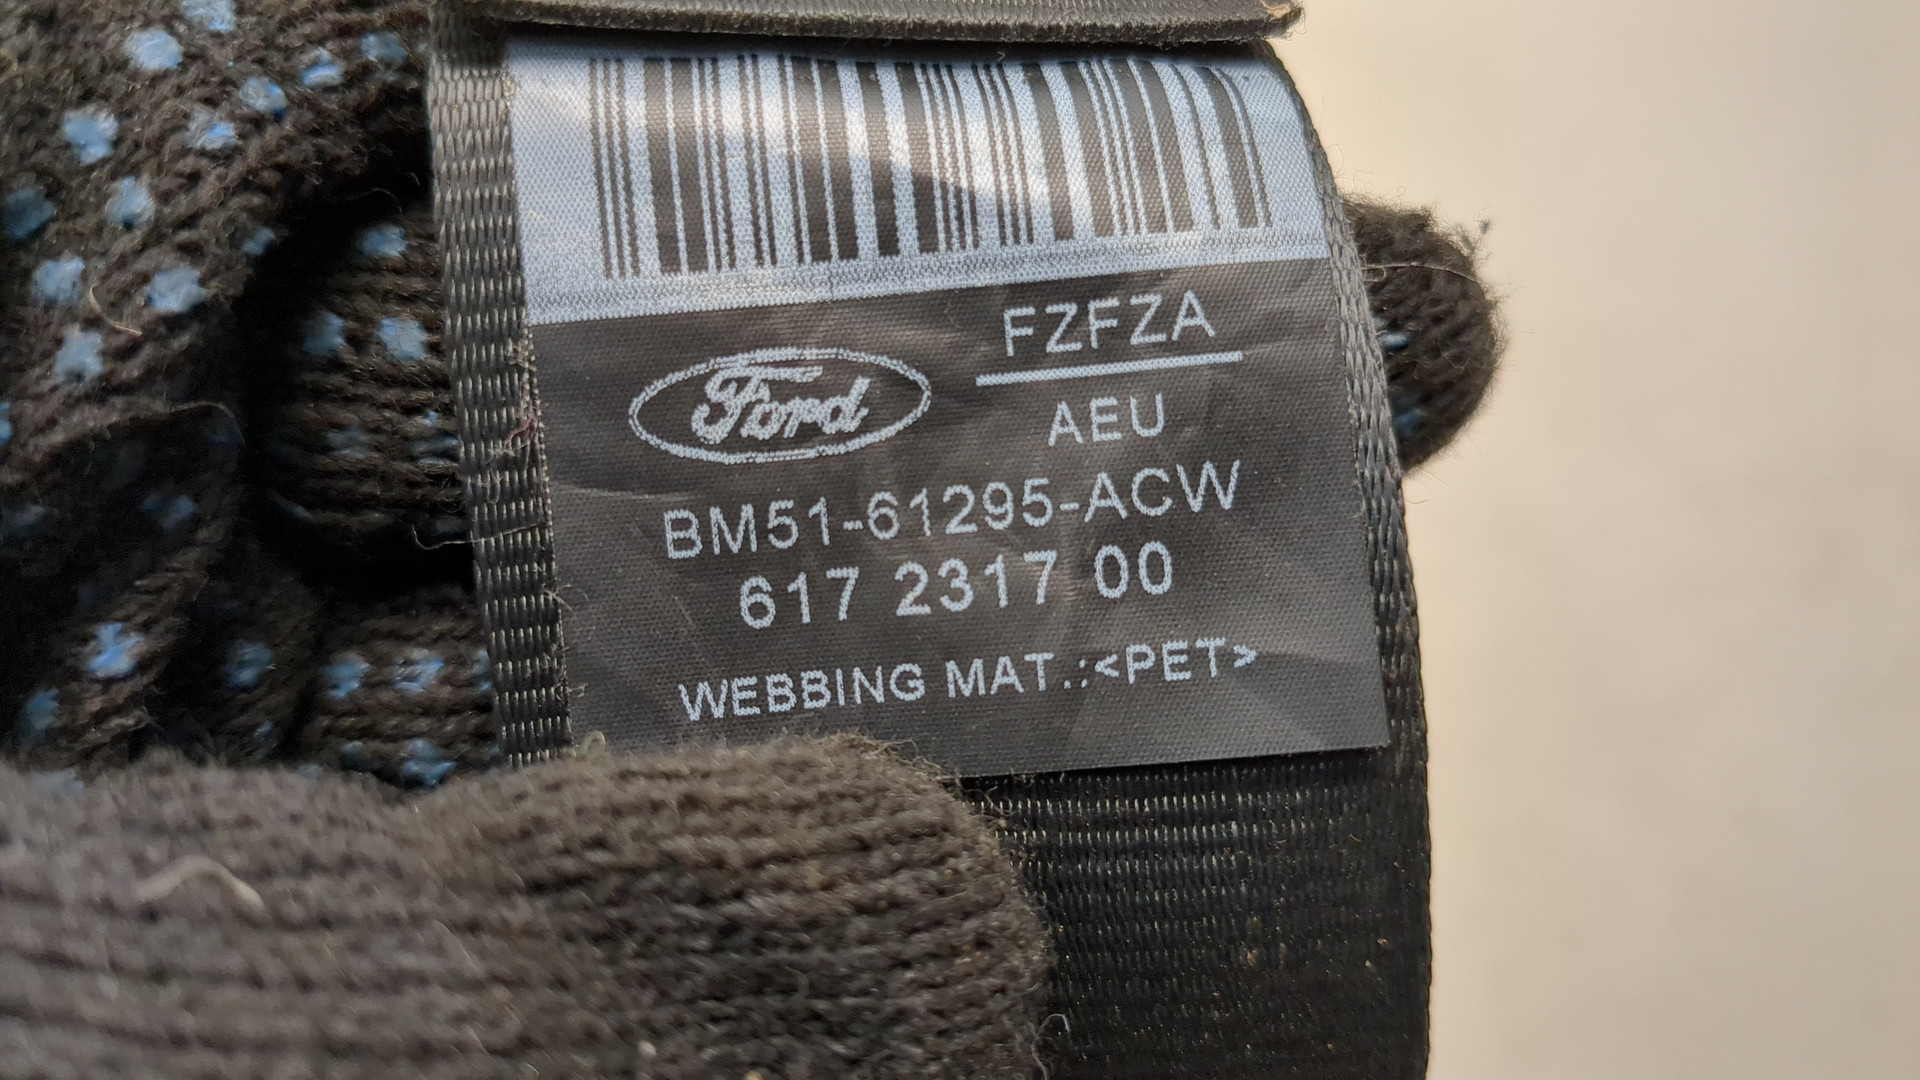 FZFZA
Ford
AEU
BM51-61295-ACW
617 2317 00
WEBBING MAT.:<PET>